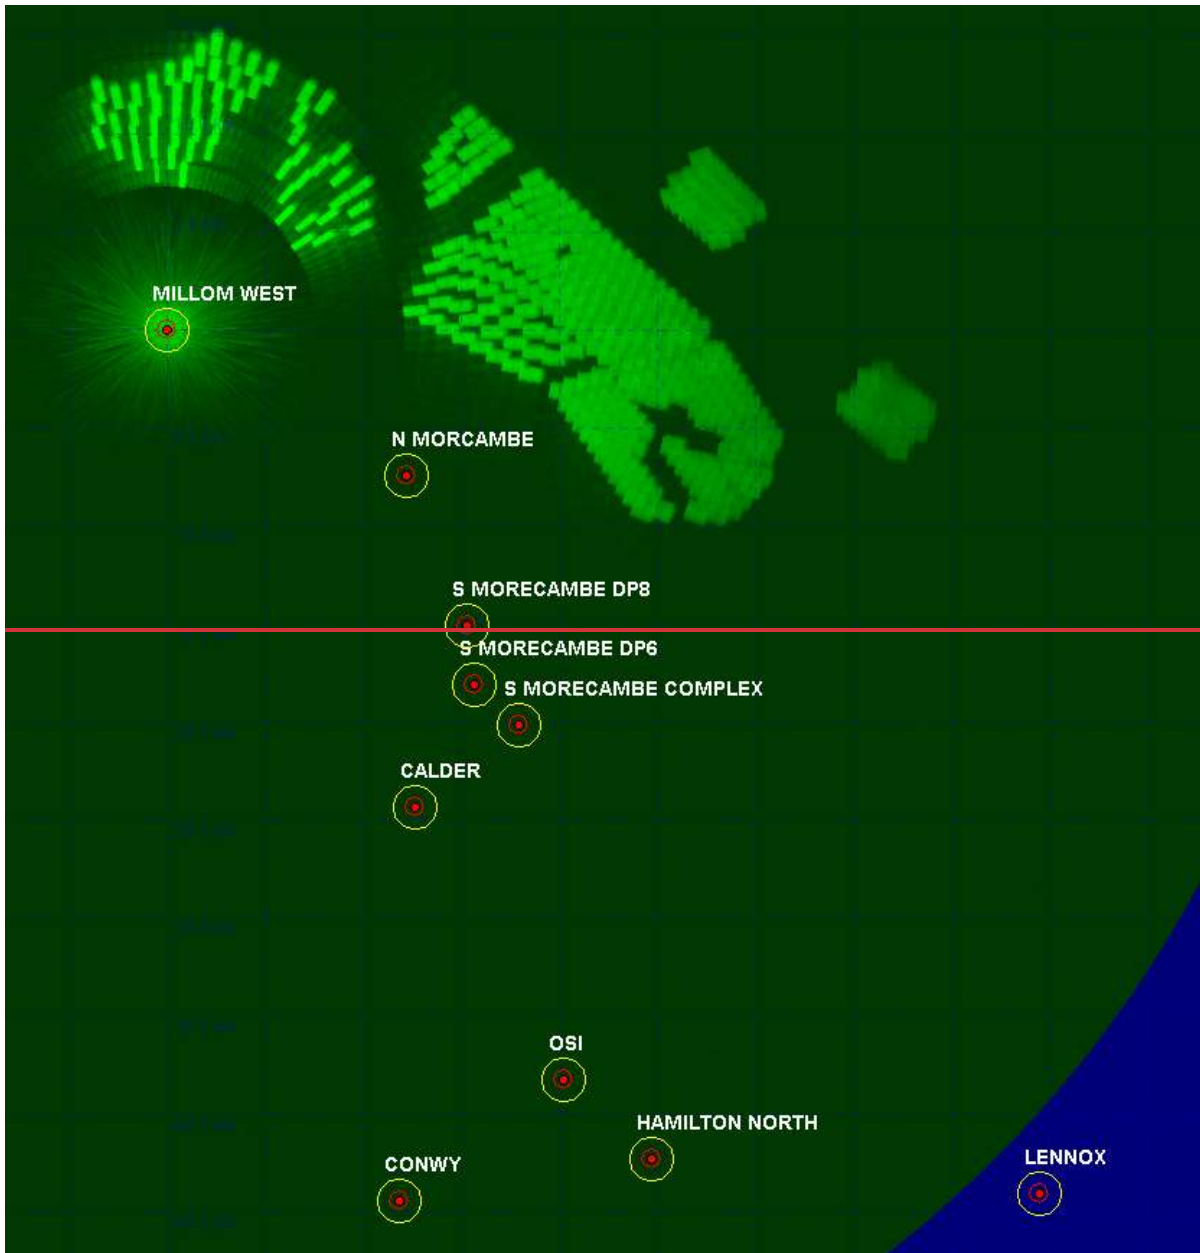 MILLOM WEST
N MORCAMBE
S MORECAMBE DP8
S MORECAMBE DP6
S MORECAMBE COMPLEX
CALDER
OSI
HAMILTON NORTH
CONWY
LENNOX